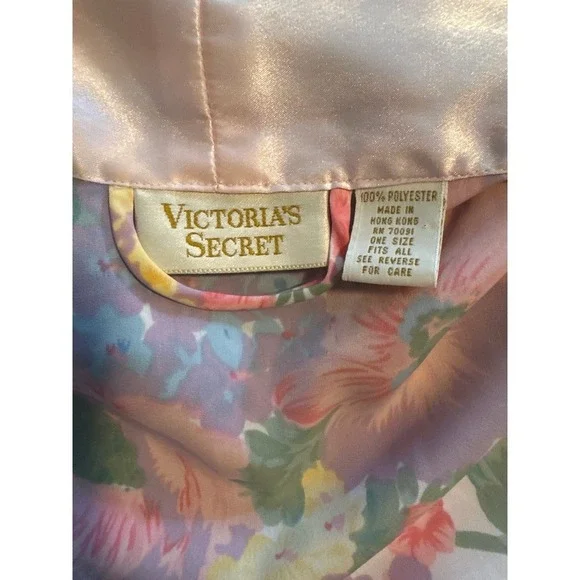 VICTORIA'S
SECRET
100% POLYESTER
MADE IN
HONG KONG
RN 70091
ONE SIZE
FITS ALL
SEE REVERSE
FOR CARE